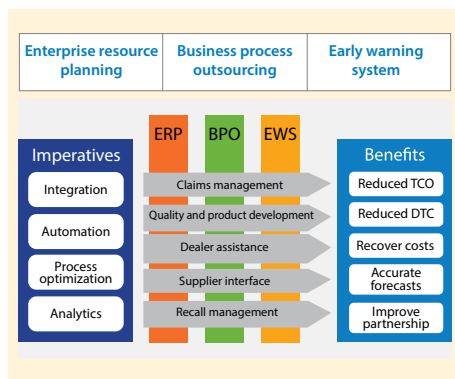 Enterprise resource
planning
Business process
outsourcing
Early warning
system
ERP
BPO
EWS
Imperatives
Integration
Automation
Process
optimization
Analytics
Claims management
Quality and product development
Dealer assistance
Supplier interface
Recall management
Benefits
Reduced TCO
Reduced DTC
Recover costs
Accurate
forecasts
Improve
partnership